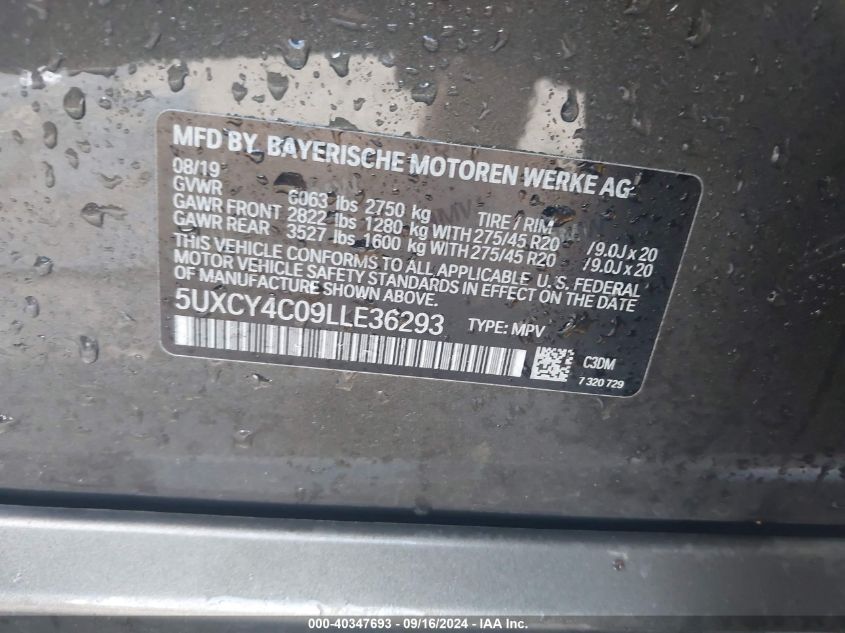 MFD BY. BAYERISCHE MOTOREN WERKE AG
08/19
GVWR 6063 lbs 2750 kg TIRE / RIM
GAWR FRONT 2822 lbs 1280 kg WITH 275/45 R20 /9.0J x 20
GAWR REAR 3527 lbs 1600 kg WITH 275/45 R20 /9.0J x 20
THIS VEHICLE CONFORMS TO ALL APPLICABLE U.S. FEDERAL
MOTOR VEHICLE SAFETY STANDARDS IN EFFECT ON THE DATE
OF MANUFACTURE SHOWN ABOVE.
5UXCY4C09LLE36293 TYPE: MPV
C3DM
7 320 729
000-40347693 - 09/16/2024 - IAA Inc.